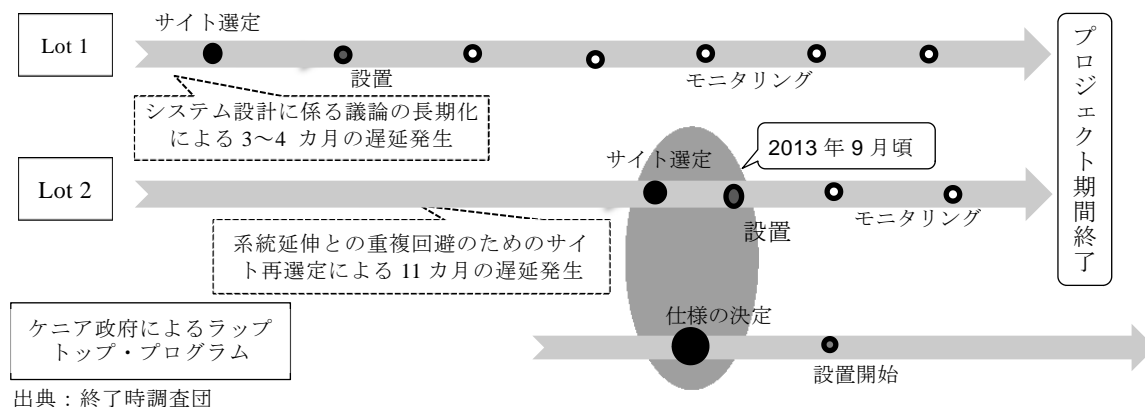 サイト選定
Lot 1
設置
モニタリング
システム設計に係る議論の長期化
による 3～4 カ月の遅延発生
プロジェクト期間終了
2013 年 9 月頃
サイト選定
Lot 2
設置
モニタリング
系統延伸との重複回避のためのサイ
ト再選定による 11 カ月の遅延発生
仕様の決定
ケニア政府によるラップ
トップ・プログラム
設置開始
出典：終了時調査団